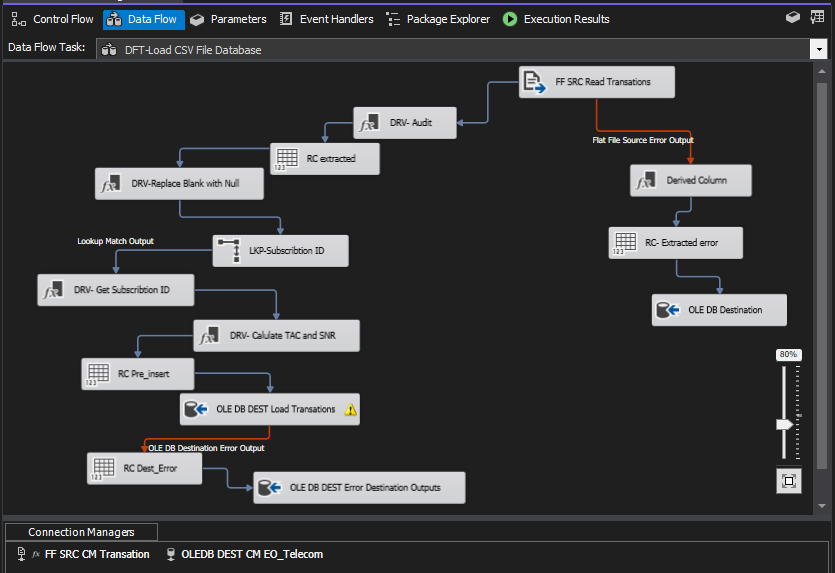 Control Flow
Data Flow
Parameters
Event Handlers
Package Explorer
Execution Results
Data Flow Task:
DFT-Load CSV File Database
FF SRC Read Transations
DRV- Audit
Flat File Source Error Output
RC extracted
DRV-Replace Blank with Null
Derived Column
Lookup Match Output
LKP-Subscribtion ID
RC- Extracted error
DRV- Get Subscribtion ID
OLE DB Destination
DRV- Calulate TAC and SNR
80%
RC Pre_insert
OLE DB DEST Load Transations
OLE DB Destination Error Output
RC Dest_Error
OLE DB DEST Error Destination Outputs
Connection Managers
FF SRC CM Transation
OLEDB DEST CM EO_Telecom